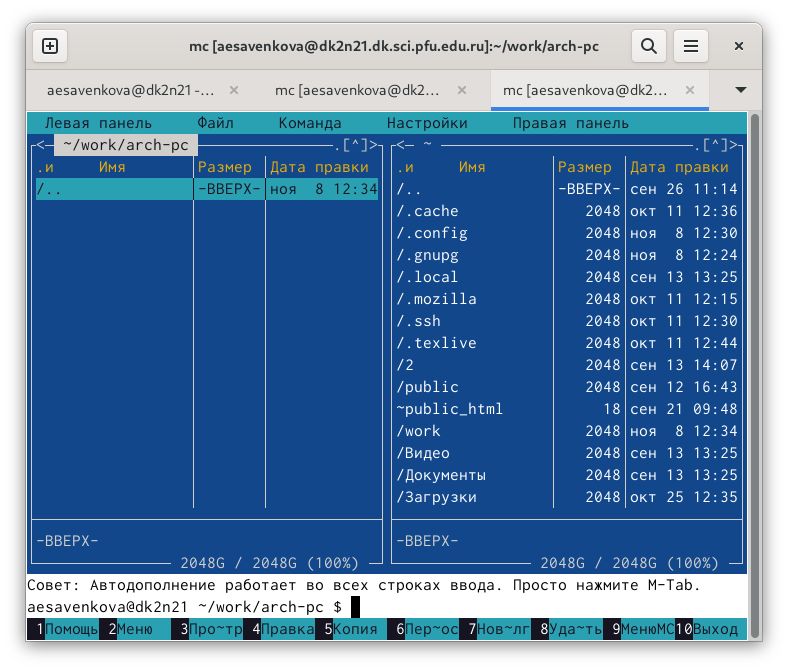 mc [aesavenkova@dk2n21.dk.sci.pfu.edu.ru]:~/work/arch-pc
aesavenkova@dk2n21 -... × mc [aesavenkova@dk2... × mc [aesavenkova@dk2... ×
Левая панель Файл Команда Настройки Правая панель
<— ~/work/arch-pc .[^]> <— ~ .[^]>
.и Имя Размер Дата правки .и Имя Размер Дата правки
/.. -ВВЕРХ- ноя 8 12:34 /.. -ВВЕРХ- сен 26 11:14
/.cache 2048 окт 11 12:36
/.config 2048 ноя 8 12:30
/.gnupg 2048 ноя 8 12:24
/.local 2048 сен 13 13:25
/.mozilla 2048 окт 11 12:15
/.ssh 2048 окт 11 12:30
/.texlive 2048 окт 11 12:44
/2 2048 сен 13 14:07
/public 2048 сен 12 16:43
~public_html 18 сен 21 09:48
/work 2048 ноя 8 12:34
/Видео 2048 сен 13 13:25
/Документы 2048 сен 13 13:25
/Загрузки 2048 окт 25 12:35
-ВВЕРХ- -ВВЕРХ-
2048G / 2048G (100%) 2048G / 2048G (100%)
Совет: Автодополнение работает во всех строках ввода. Просто нажмите M-Tab.
aesavenkova@dk2n21 ~/work/arch-pc $
1Помощь 2Меню 3Про~тр 4Правка 5Копия 6Пер~ос 7Нов~лг 8Уда~ть 9МенюMC 10Выход